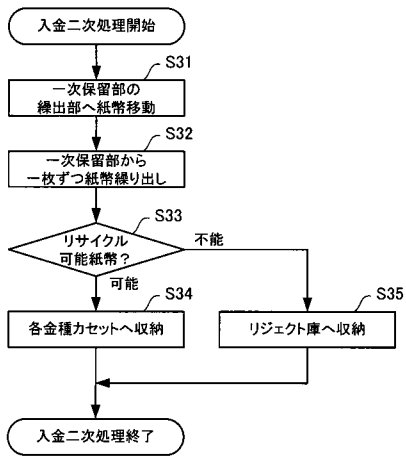 入金二次処理開始
S31
一次保留部の
繰出部へ紙幣移動
S32
一次保留部から
一枚ずつ紙幣繰り出し
S33
リサイクル
可能紙幣？
不能
可能
S34
各金種カセットへ収納
S35
リジェクト庫へ収納
入金二次処理終了